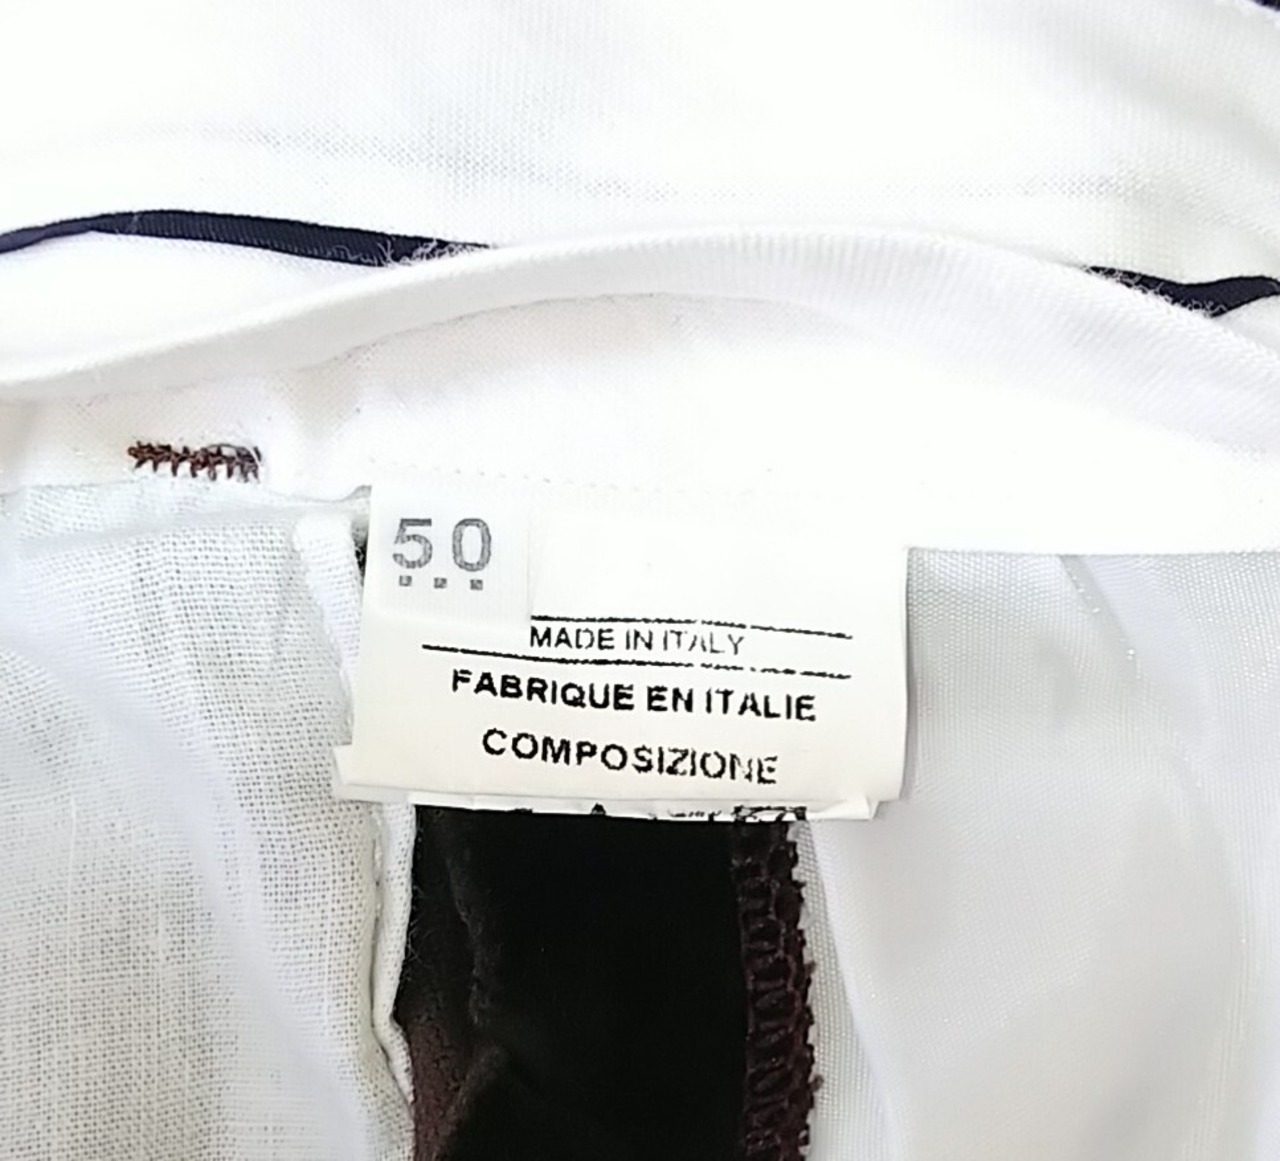 50
MADE IN ITALY
FABRIQUE EN ITALIE
COMPOSIZIONE